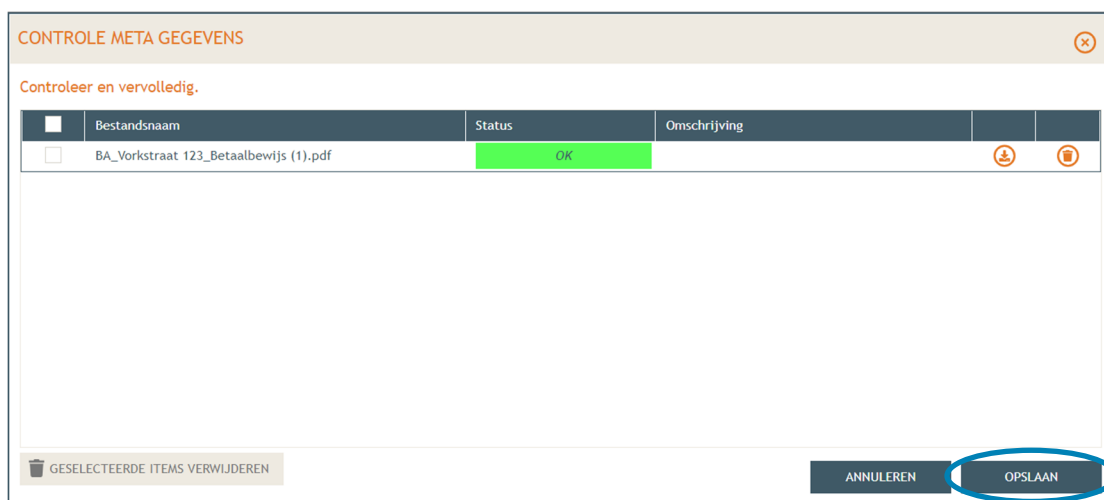 CONTROLE META GEGEVENS
Controleer en vervolledig.
Bestandsnaam Status Omschrijving
BA_Vorkstraat 123_Betaalbewijs (1).pdf OK
GESELECTEERDE ITEMS VERWIJDEREN
ANNULEREN OPSLAAN